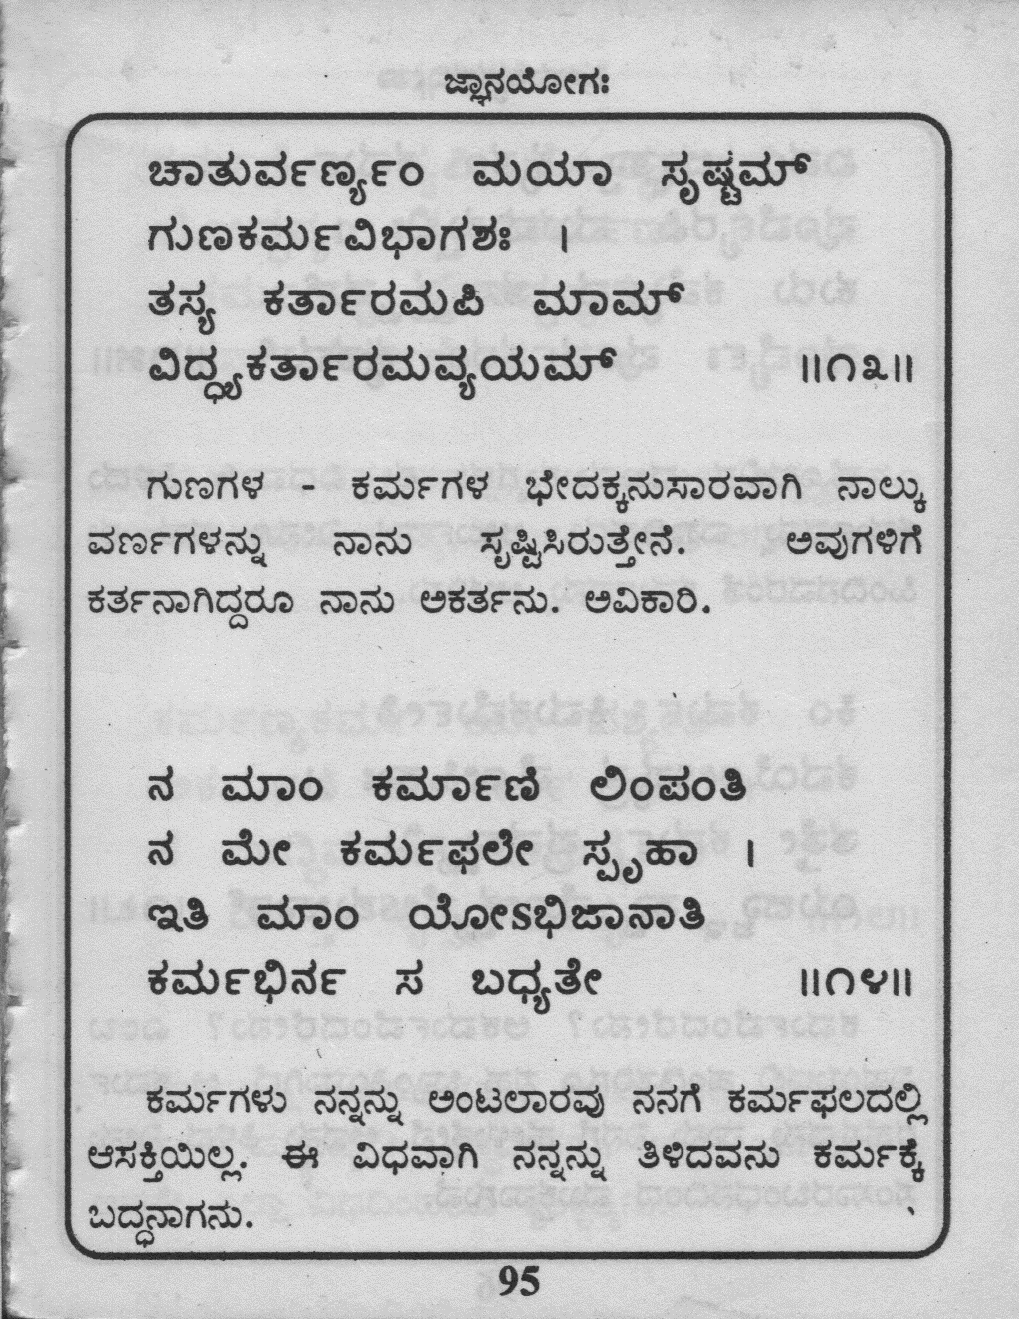 ಜ್ಞಾನಯೋಗಃ
ಚಾತುರ್ವರ್ಣ್ಯಂ ಮಯಾ ಸೃಷ್ಟಮ್
ಗುಣಕರ್ಮವಿಭಾಗಶಃ ।
ತಸ್ಯ ಕರ್ತಾರಮಪಿ ಮಾಮ್
ವಿದ್ಧ್ಯಕರ್ತಾರಮವ್ಯಯಮ್ ॥೧೩॥
ಗುಣಗಳ - ಕರ್ಮಗಳ ಭೇದಕ್ಕನುಸಾರವಾಗಿ ನಾಲ್ಕು
ವರ್ಣಗಳನ್ನು ನಾನು ಸೃಷ್ಟಿಸಿರುತ್ತೇನೆ. ಅವುಗಳಿಗೆ
ಕರ್ತನಾಗಿದ್ದರೂ ನಾನು ಅಕರ್ತನು. ಅವಿಕಾರಿ.
ನ ಮಾಂ ಕರ್ಮಾಣಿ ಲಿಂಪಂತಿ
ನ ಮೇ ಕರ್ಮಫಲೇ ಸ್ಪೃಹಾ ।
ಇತಿ ಮಾಂ ಯೋsಭಿಜಾನಾತಿ
ಕರ್ಮಭಿರ್ನ ಸ ಬಧ್ಯತೇ ॥೧೪॥
ಕರ್ಮಗಳು ನನ್ನನ್ನು ಅಂಟಲಾರವು ನನಗೆ ಕರ್ಮಫಲದಲ್ಲಿ
ಆಸಕ್ತಿಯಿಲ್ಲ. ಈ ವಿಧವಾಗಿ ನನ್ನನ್ನು ತಿಳಿದವನು ಕರ್ಮಕ್ಕೆ
ಬದ್ಧನಾಗನು.
95